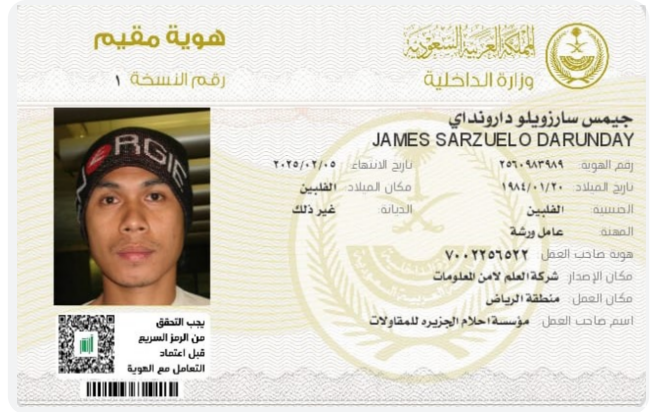 هوية مقيم
رقم النسخة ١
المملكة العربية السعودية
وزارة الداخلية
جيمس سارزويلو دارونداي
JAMES SARZUELO DARUNDAY
رقم الهوية ٢٥٦٠٩٨٣٩٨٩ تاريخ الانتهاء ٢٠٢٥/٠٢/٠٥
تاريخ الميلاد ١٩٨٤/٠١/٢٠ مكان الميلاد الفلبين
الجنسية الفلبين الديانة غير ذلك
المهنة عامل ورشة
هوية صاحب العمل ٧٠٠٢٢٥٦٥٢٢
مكان الإصدار شركة العلم لامن المعلومات
مكان العمل منطقة الرياض
اسم صاحب العمل مؤسسة احلام الجزيره للمقاولات
يجب التحقق
من الرمز السريع
قبل اعتماد
التعامل مع الهوية